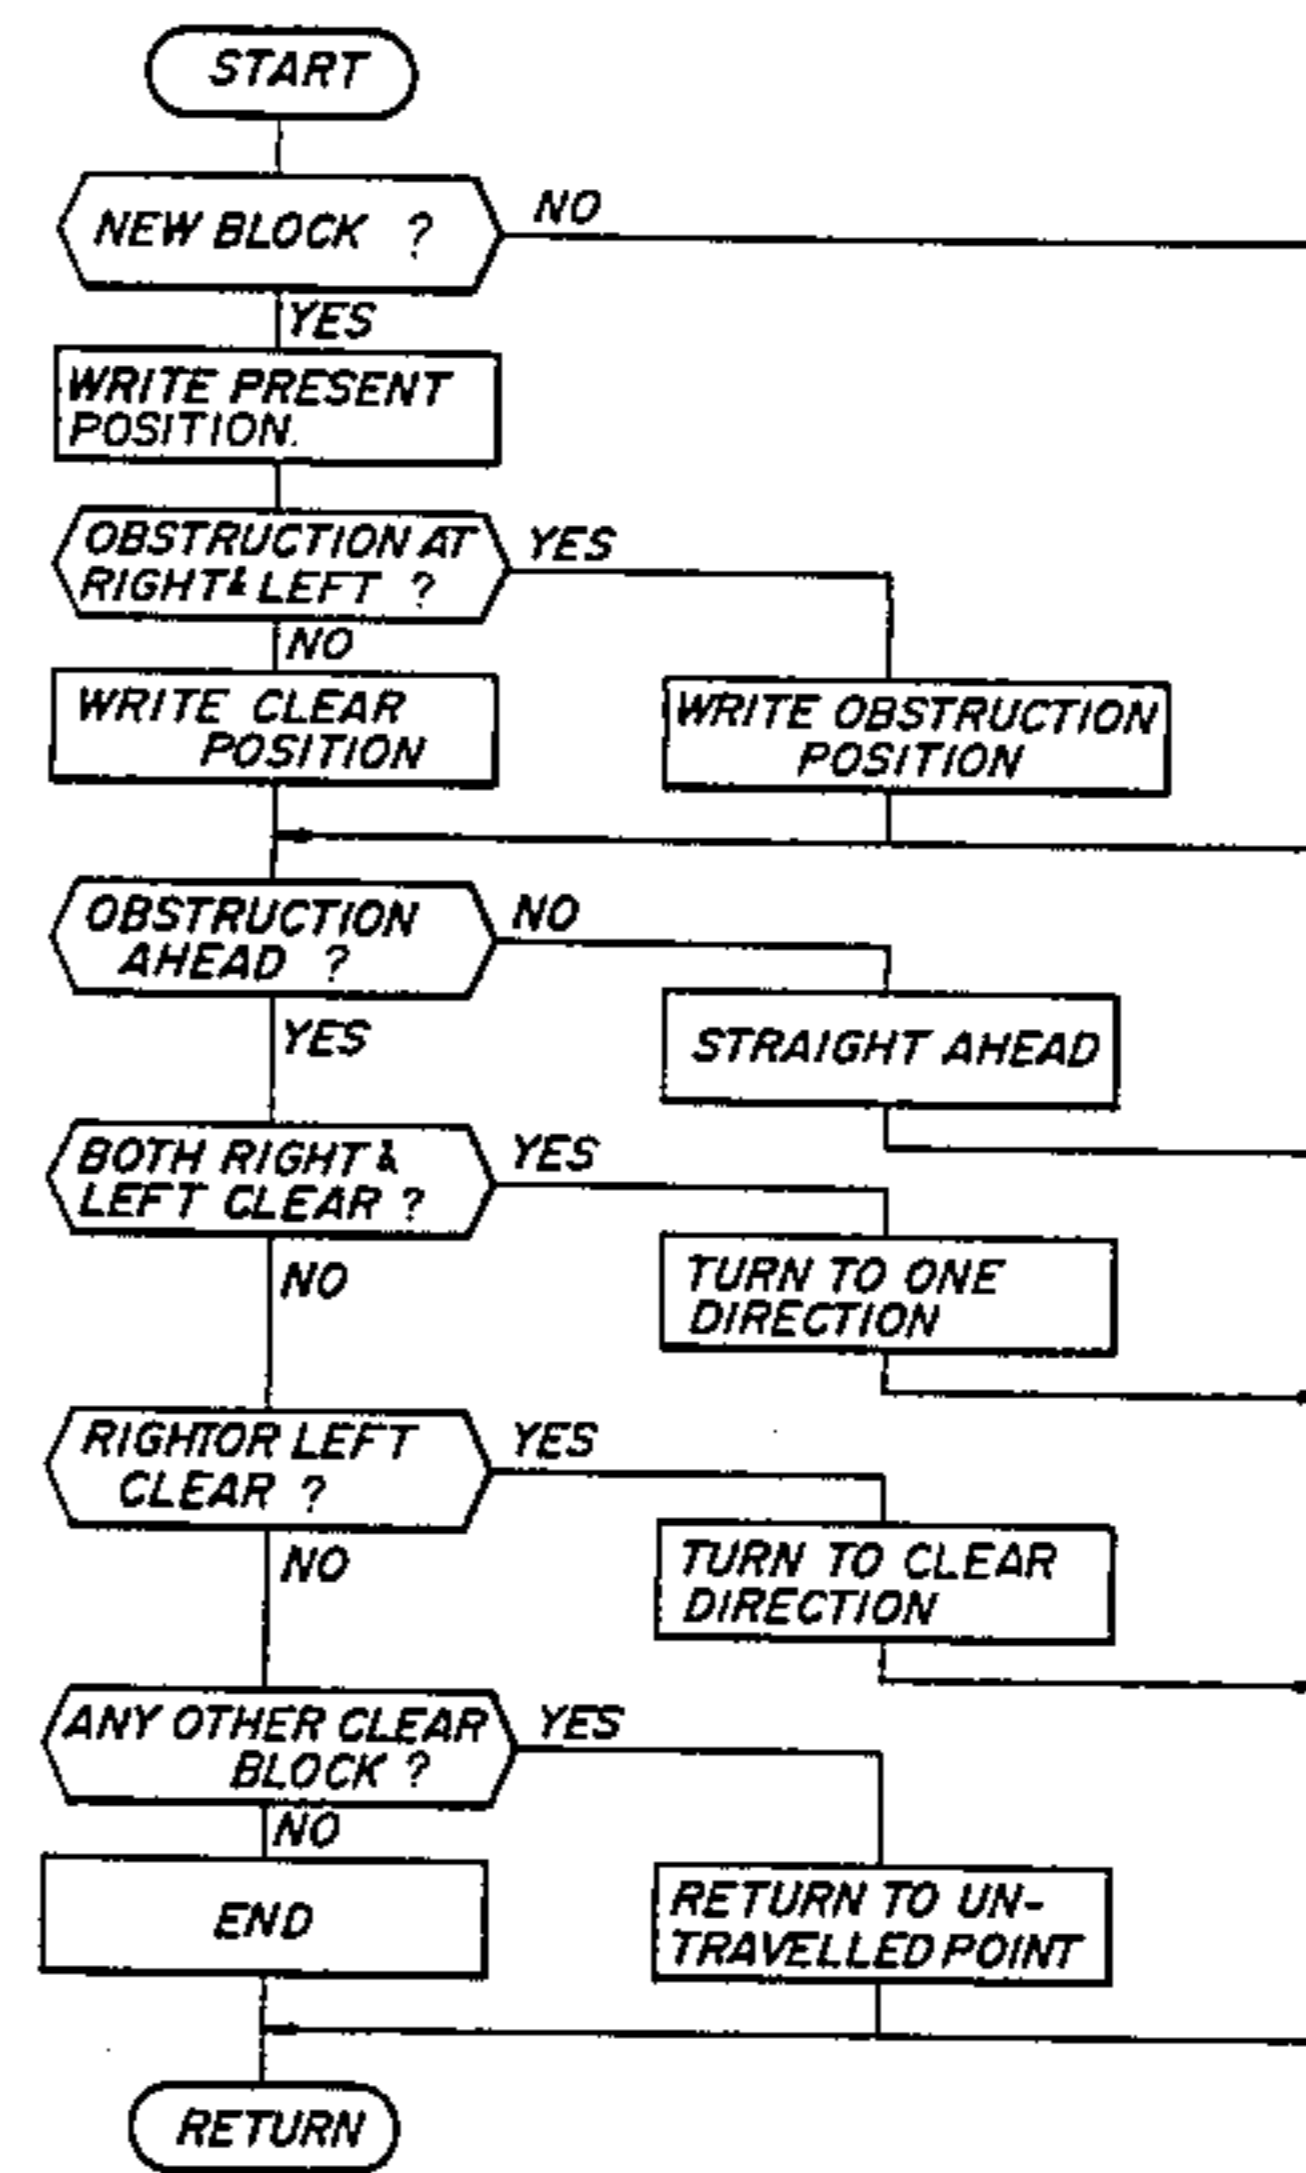 START
NEW BLOCK ?
NO
YES
WRITE PRESENT
POSITION.
OBSTRUCTION AT
RIGHT & LEFT ?
YES
NO
WRITE CLEAR
POSITION
WRITE OBSTRUCTION
POSITION
OBSTRUCTION
AHEAD ?
NO
YES
STRAIGHT AHEAD
BOTH RIGHT &
LEFT CLEAR ?
YES
NO
TURN TO ONE
DIRECTION
RIGHT OR LEFT
CLEAR ?
YES
NO
TURN TO CLEAR
DIRECTION
ANY OTHER CLEAR
BLOCK ?
YES
NO
END
RETURN TO UN-
TRAVELLED POINT
RETURN